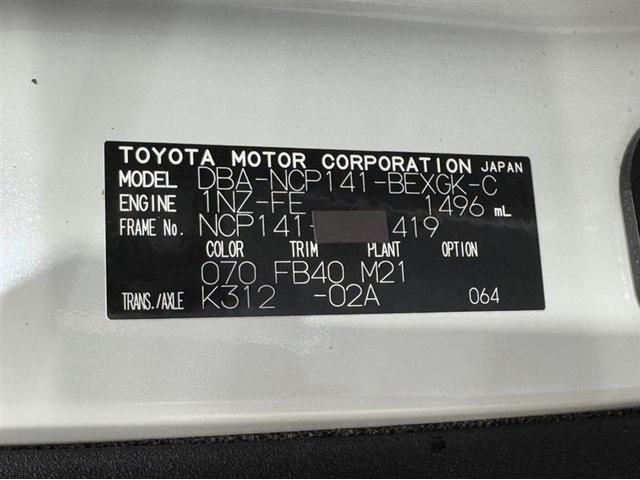 TOYOTA MOTOR CORPORATION JAPAN
MODEL DBA-NCP141-BEXGK-C
ENGINE 1NZ-FE 1496 mL
FRAME No. NCP141- 419
COLOR TRIM PLANT OPTION
070 FB40 M21
TRANS./AXLE K312 -02A 064